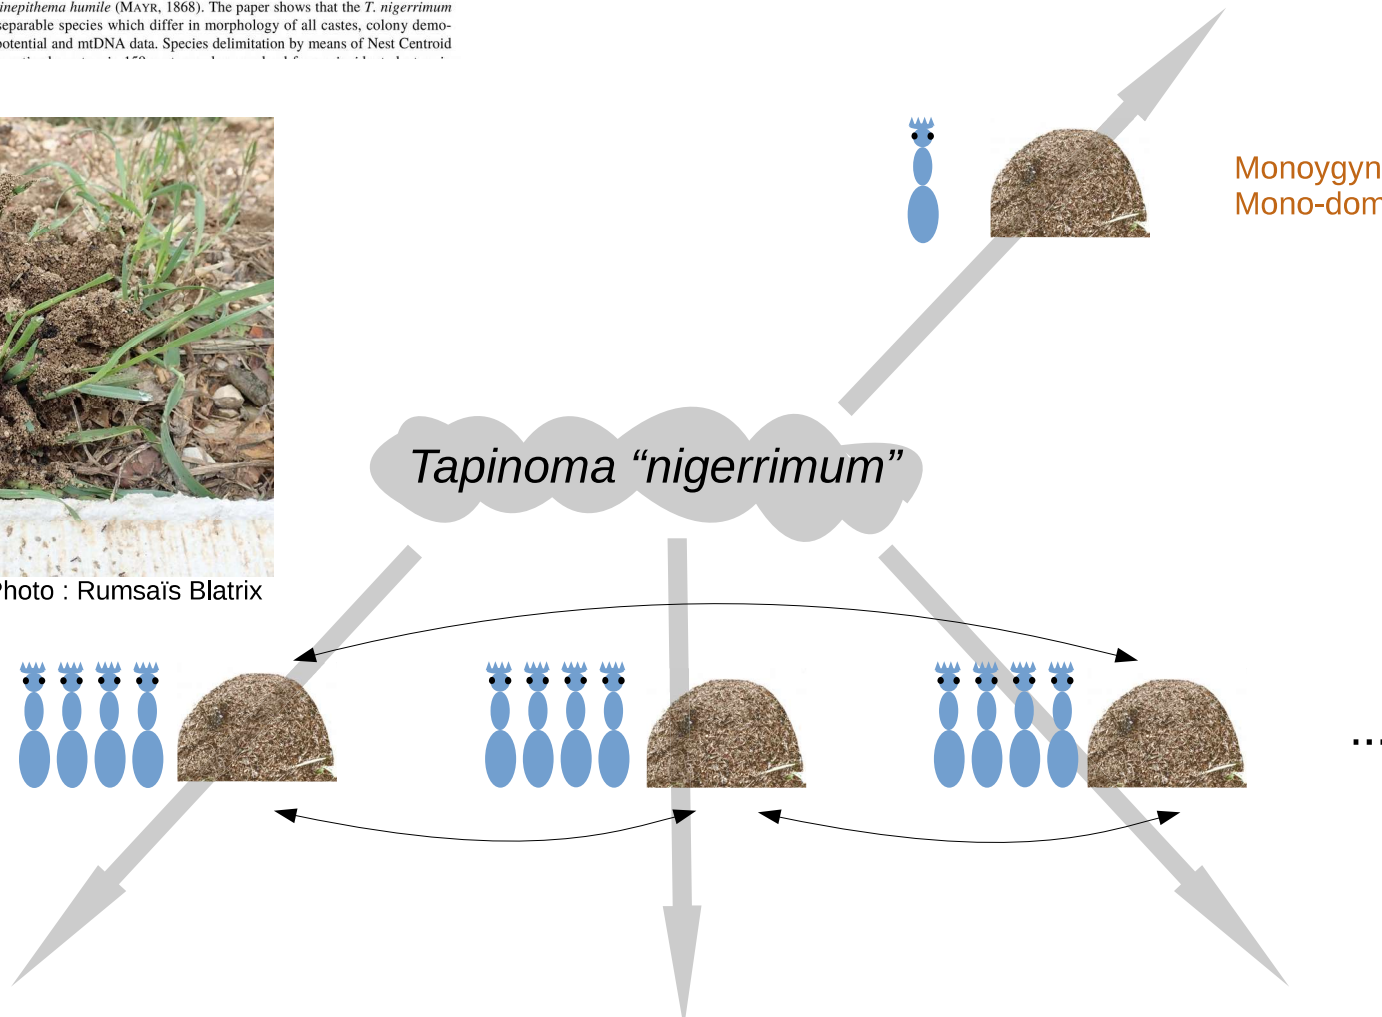 inepithema humile (MAYR, 1868). The paper shows that the T. nigerrimum
separable species which differ in morphology of all castes, colony demo-
potential and mtDNA data. Species delimitation by means of Nest Centroid
Monoygyn
Mono-dom
Tapinoma “nigerrimum”
Photo : Rumsaïs Blatrix
...